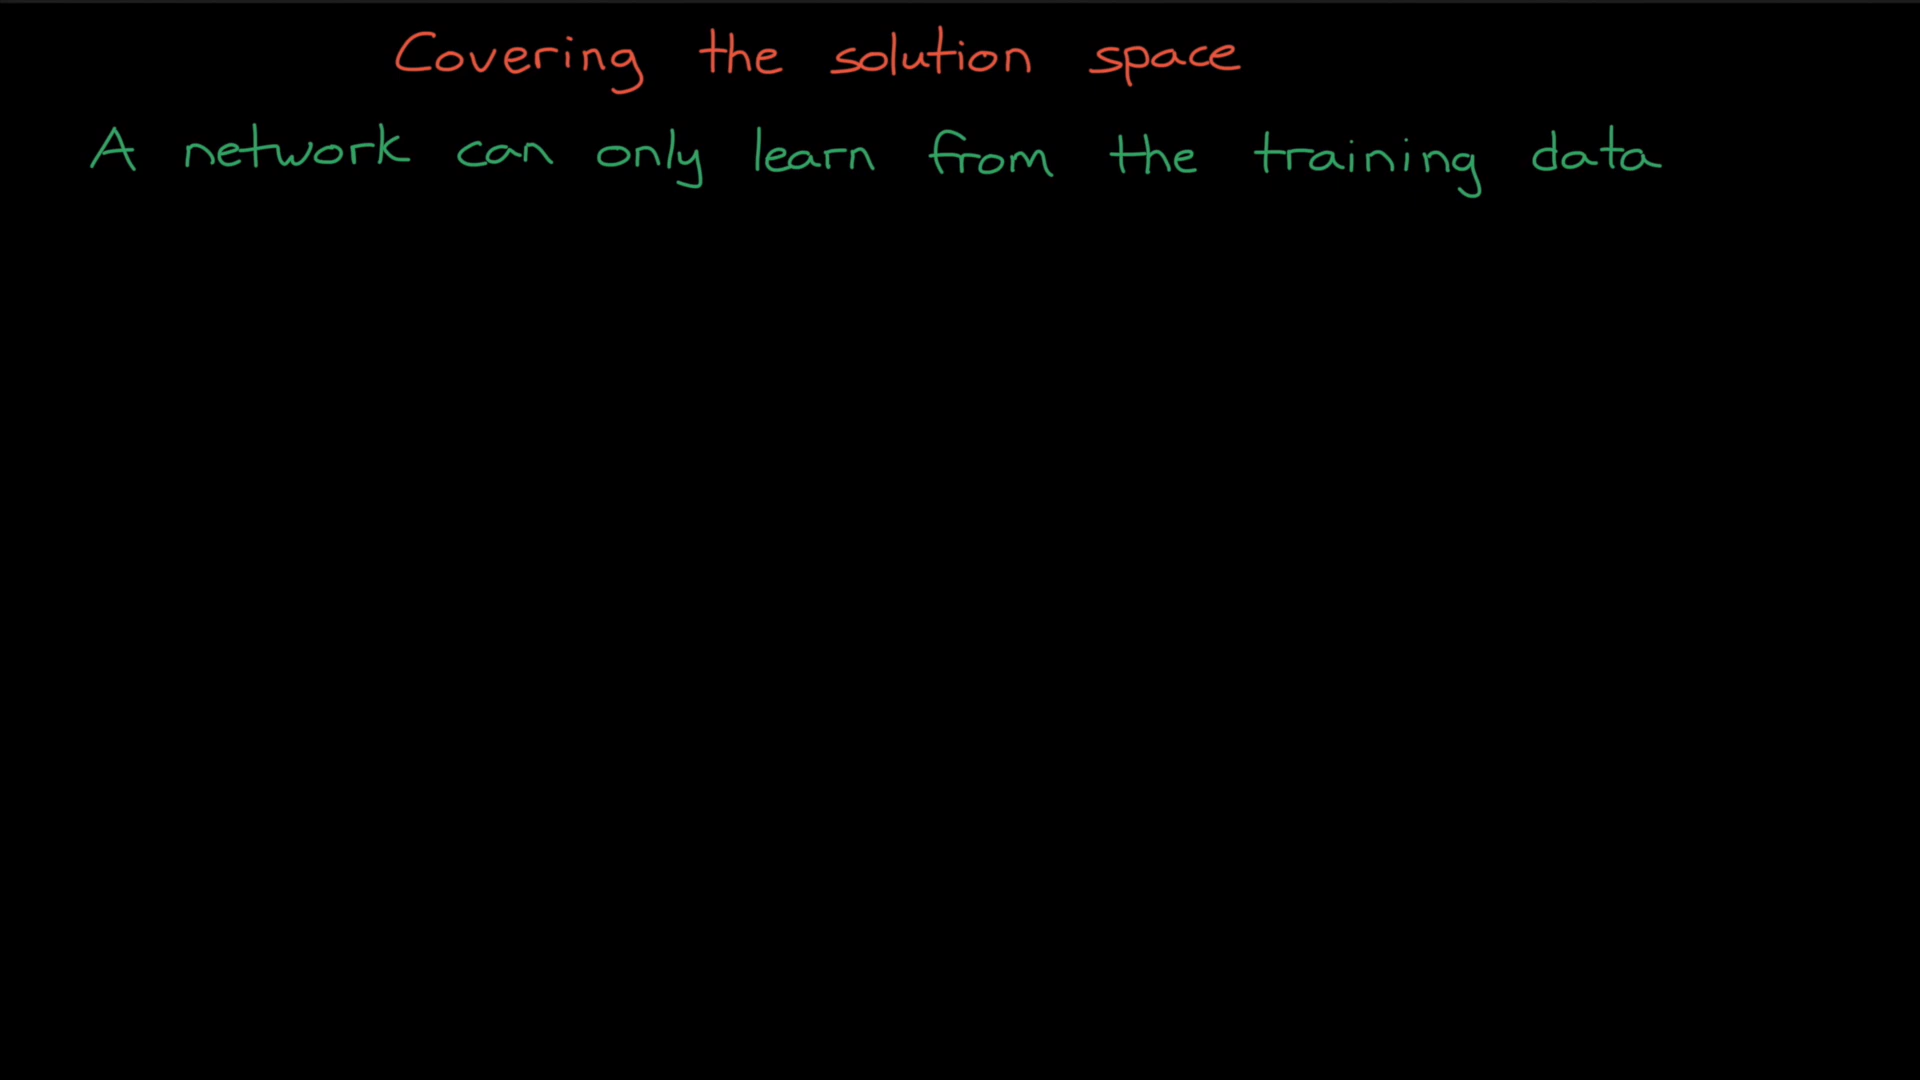 Covering the solution space
A network can only learn from the training data